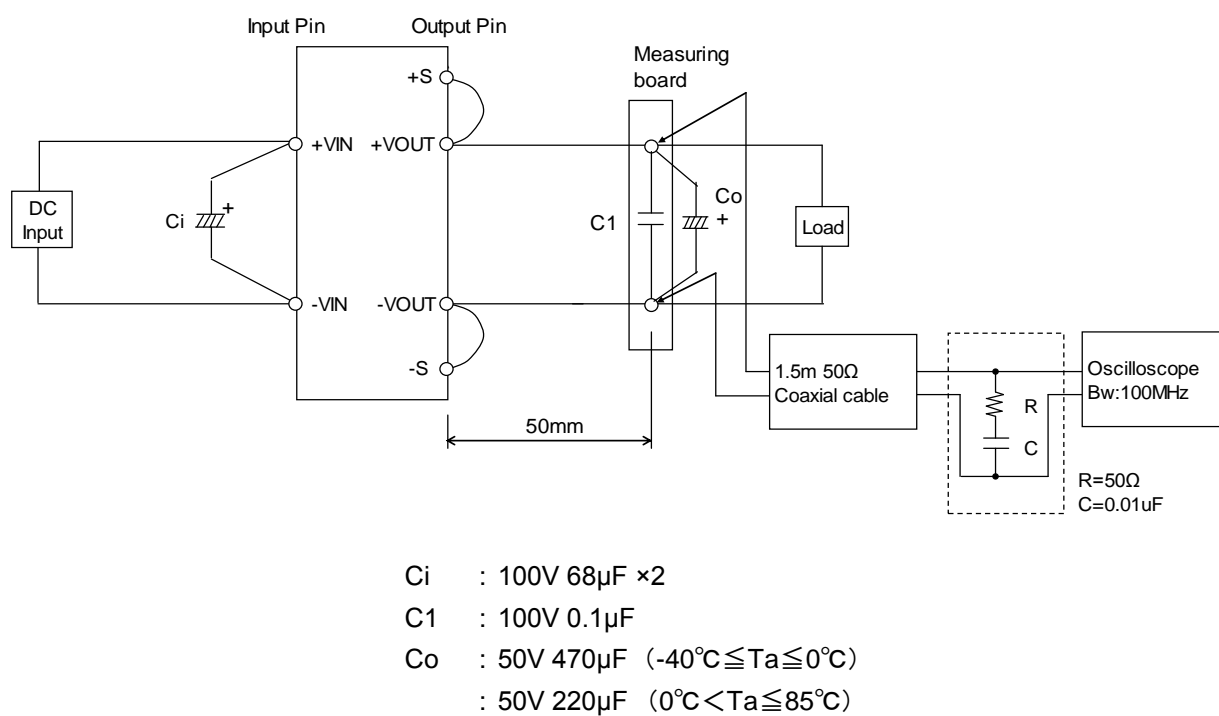 Input Pin
Output Pin
+S
Measuring
board
+VIN
+VOUT
DC
Input
Ci
+
C1
Co
+
Load
-VIN
-VOUT
-S
50mm
1.5m 50Ω
Coaxial cable
R
C
Oscilloscope
Bw:100MHz
R=50Ω
C=0.01uF
Ci : 100V 68μF ×2
C1 : 100V 0.1μF
Co : 50V 470μF (-40℃≦Ta≦0℃)
: 50V 220μF (0℃<Ta≦85℃)